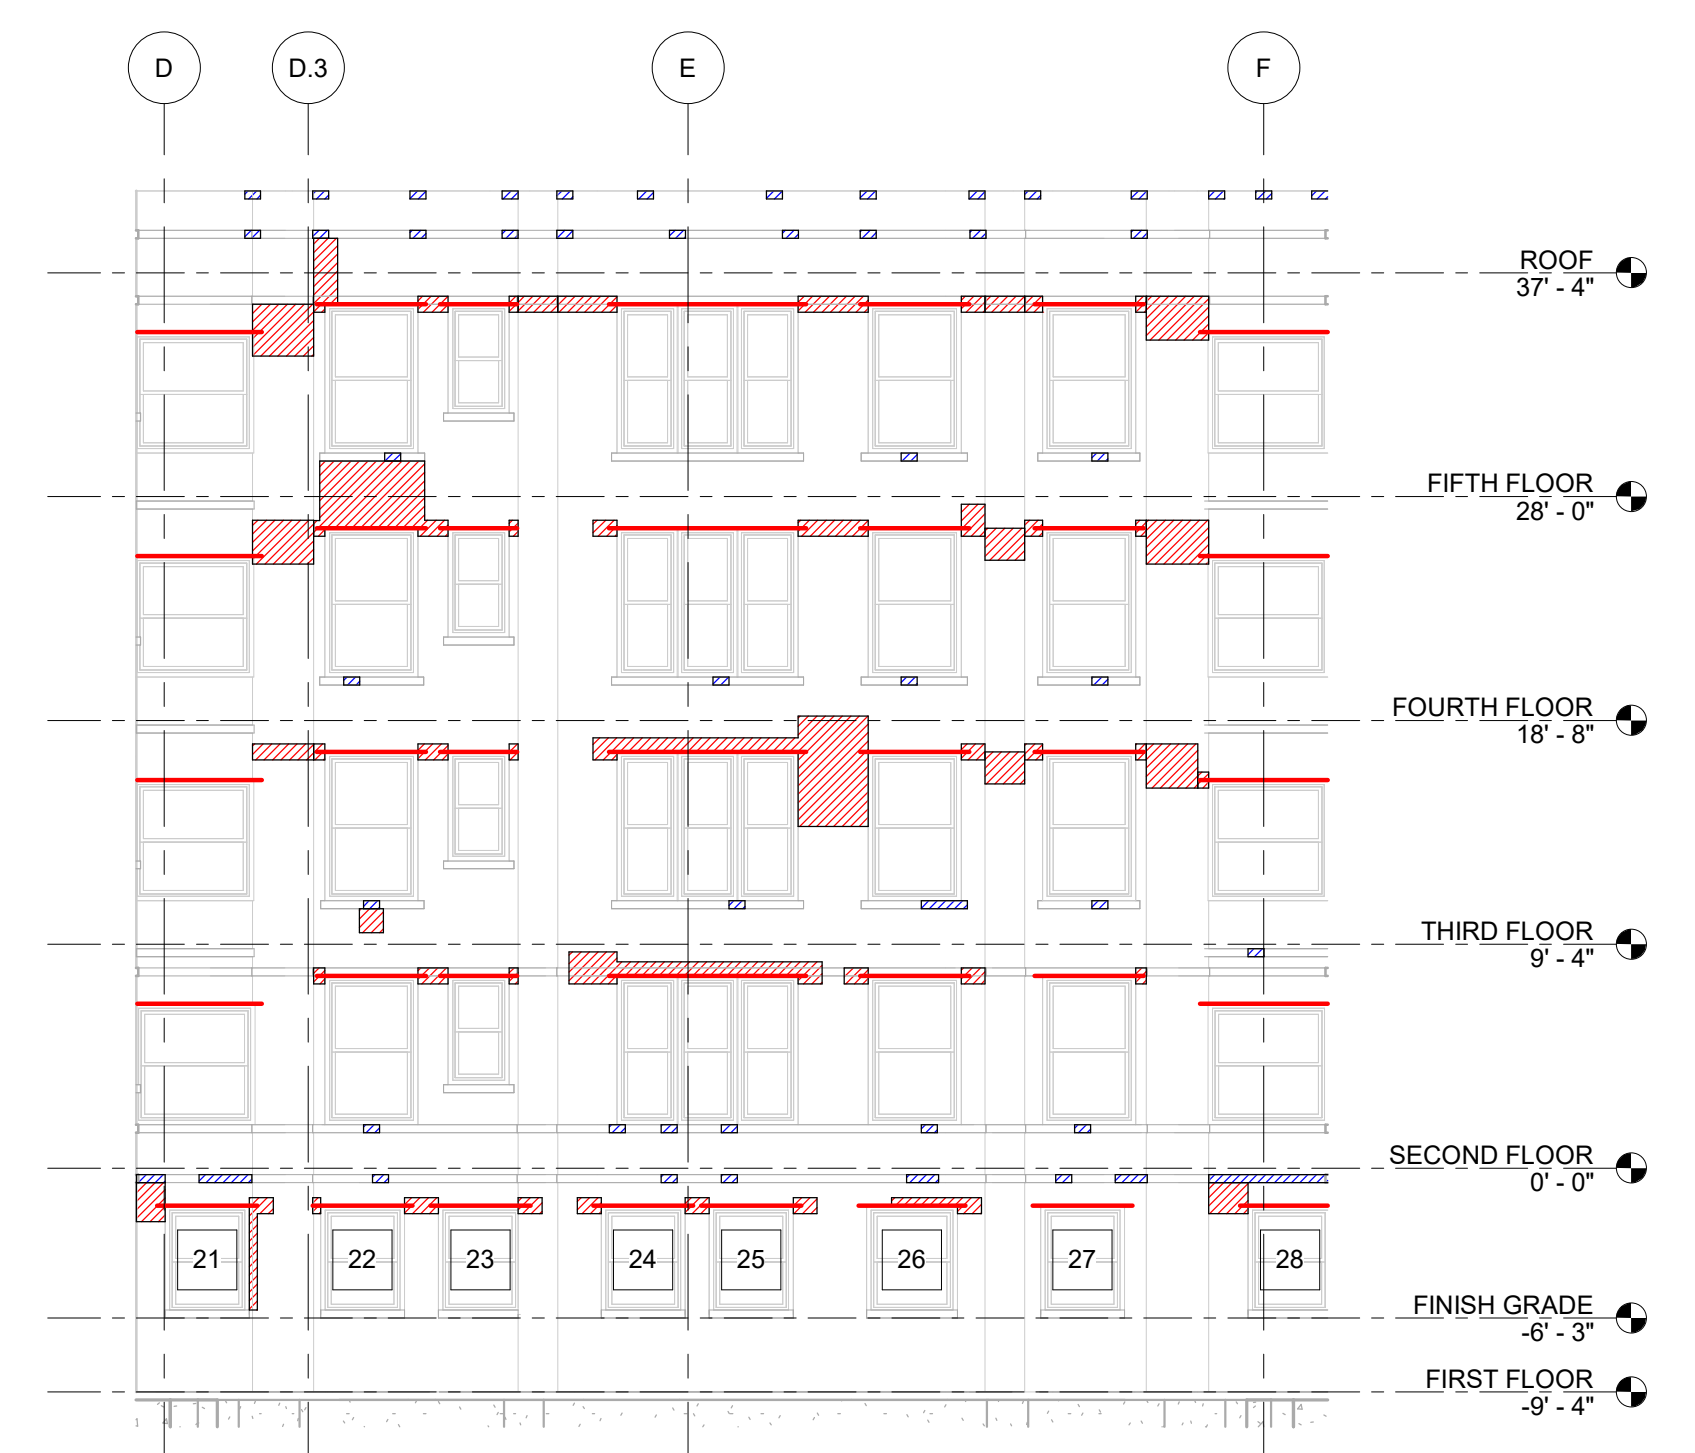 D
D.3
E
F
ROOF
37' - 4"
FIFTH FLOOR
28' - 0"
FOURTH FLOOR
18' - 8"
THIRD FLOOR
9' - 4"
SECOND FLOOR
0' - 0"
21
22
23
24
25
26
27
28
FINISH GRADE
-6' - 3"
FIRST FLOOR
-9' - 4"